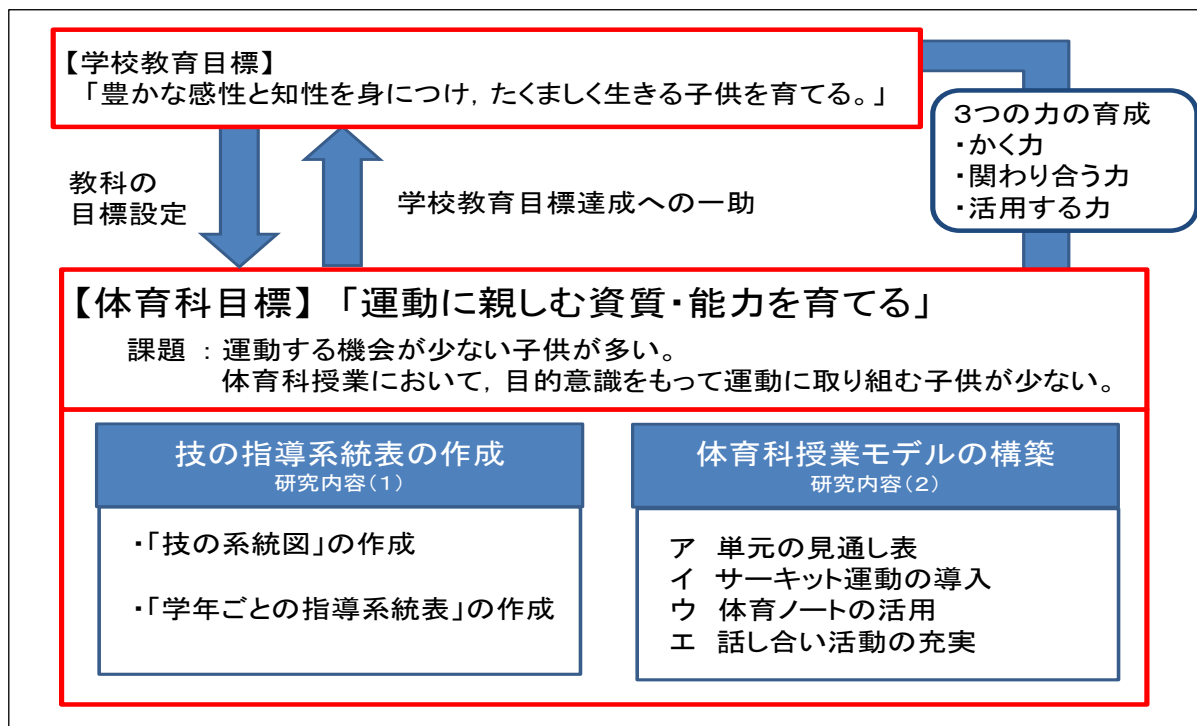 【学校教育目標】
「豊かな感性と知性を身につけ，たくましく生きる子供を育てる。」
3つの力の育成
・かく力
・関わり合う力
・活用する力
教科の
目標設定
学校教育目標達成への一助
【体育科目標】「運動に親しむ資質・能力を育てる」
課題 ： 運動する機会が少ない子供が多い。
体育科授業において，目的意識をもって運動に取り組む子供が少ない。
技の指導系統表の作成
研究内容（１）
・「技の系統図」の作成
・「学年ごとの指導系統表」の作成
体育科授業モデルの構築
研究内容（２）
ア 単元の見通し表
イ サーキット運動の導入
ウ 体育ノートの活用
エ 話し合い活動の充実